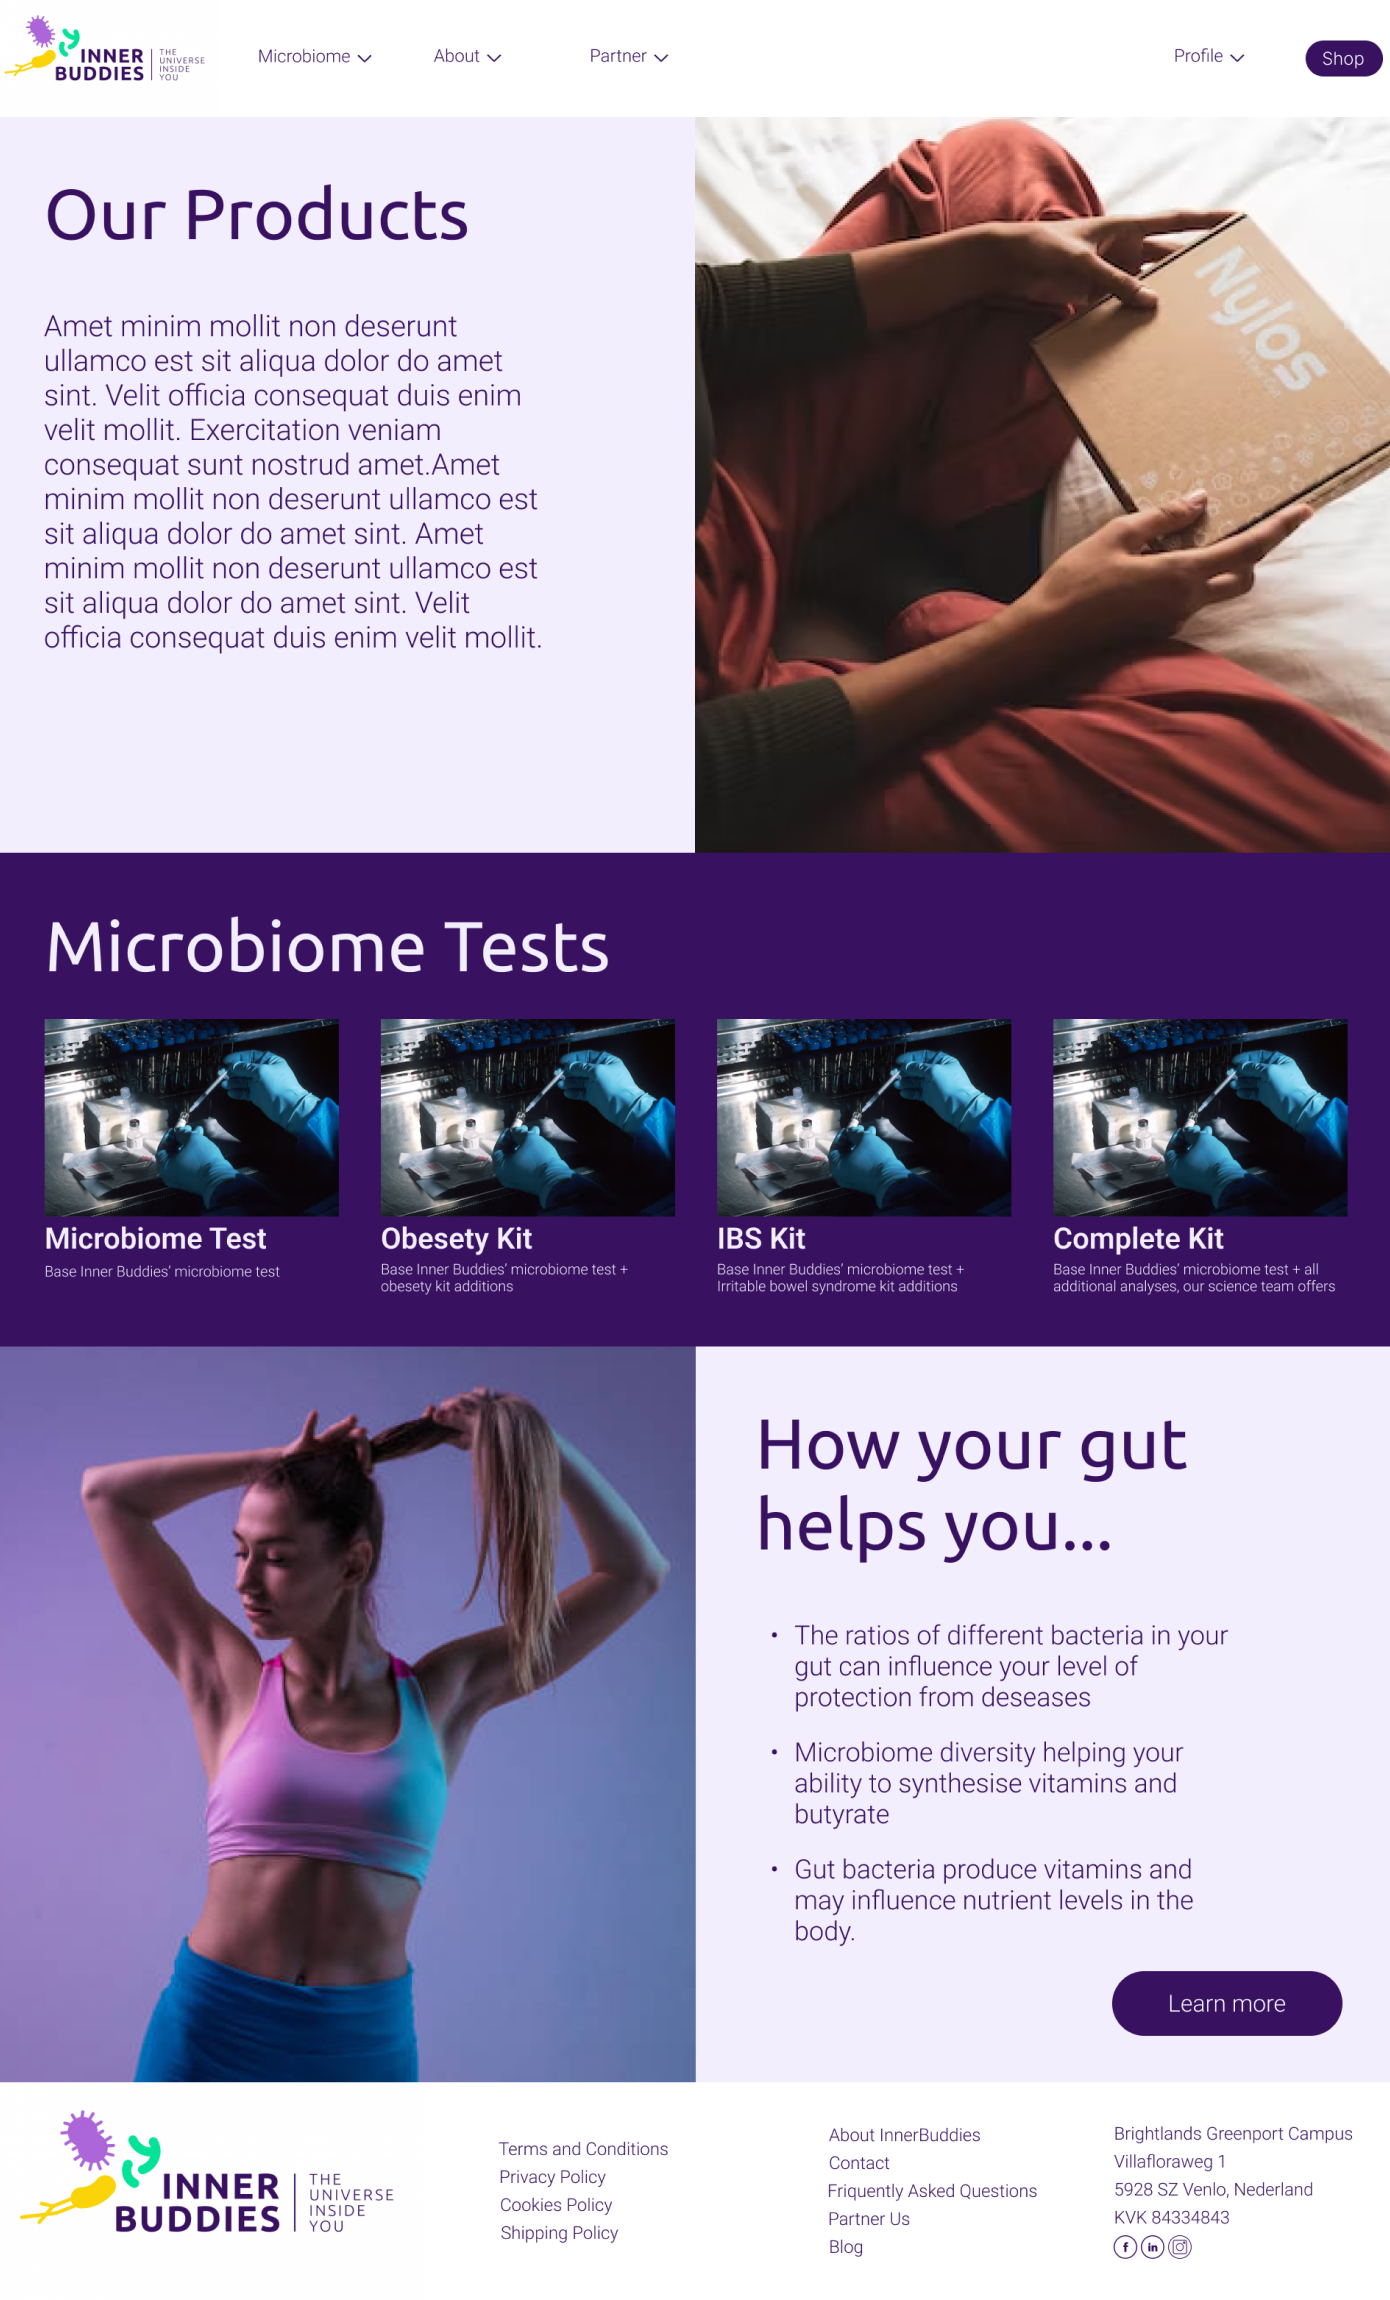 INNER
BUDDIES
THE
UNIVERSE
INSIDE
YOU
Microbiome
About
Partner
Profile
Shop
Our Products
Amet minim mollit non deserunt
ullamco est sit aliqua dolor do amet
sint. Velit officia consequat duis enim
velit mollit. Exercitation veniam
consequat sunt nostrud amet.Amet
minim mollit non deserunt ullamco est
sit aliqua dolor do amet sint. Amet
minim mollit non deserunt ullamco est
sit aliqua dolor do amet sint. Velit
officia consequat duis enim velit mollit.
Nylos
Microbiome Tests
Microbiome Test
Base Inner Buddies' microbiome test
Obesety Kit
Base Inner Buddies' microbiome test +
obesety kit additions
IBS Kit
Base Inner Buddies' microbiome test +
Irritable bowel syndrome kit additions
Complete Kit
Base Inner Buddies' microbiome test + all
additional analyses, our science team offers
How your gut
helps you...
• The ratios of different bacteria in your
gut can influence your level of
protection from deseases
• Microbiome diversity helping your
ability to synthesise vitamins and
butyrate
• Gut bacteria produce vitamins and
may influence nutrient levels in the
body.
Learn more
INNER
BUDDIES
THE
UNIVERSE
INSIDE
YOU
Terms and Conditions
Privacy Policy
Cookies Policy
Shipping Policy
About InnerBuddies
Contact
Friquently Asked Questions
Partner Us
Blog
Brightlands Greenport Campus
Villafloraweg 1
5928 SZ Venlo, Nederland
KVK 84334843